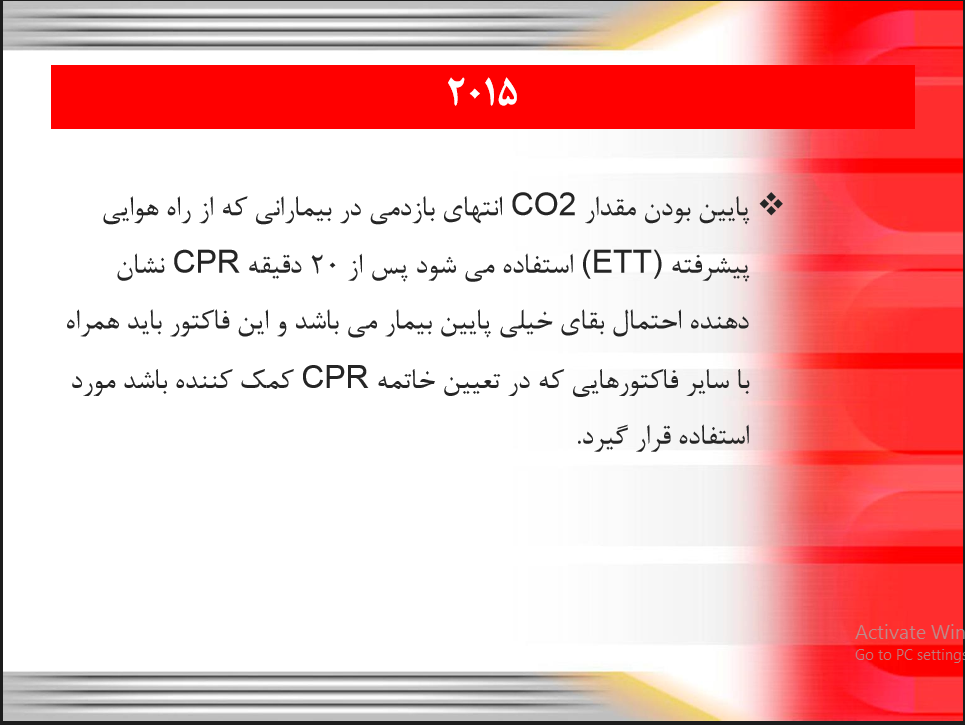 ۲۰۱۵
❖ پایین بودن مقدار CO2 انتهای بازدمی در بیمارانی که از راه هوایی
پیشرفته (ETT) استفاده می شود پس از ۲۰ دقیقه CPR نشان
دهنده احتمال بقای خیلی پایین بیمار می باشد و این فاکتور باید همراه
با سایر فاکتورهایی که در تعیین خاتمه CPR کمک کننده باشد مورد
استفاده قرار گیرد.
Activate Win
Go to PC settings